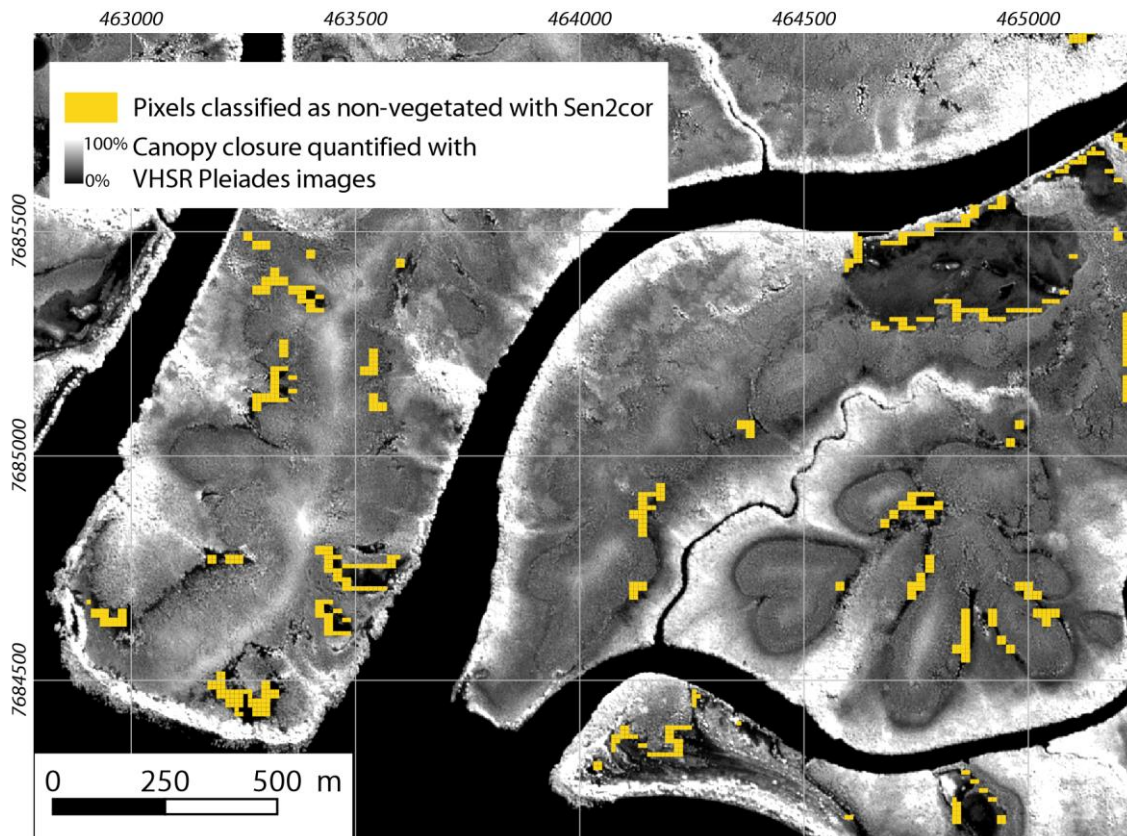 463000 463500 464000 464500 465000
Pixels classified as non-vegetated with Sen2cor
100% Canopy closure quantified with
0% VHSR Pleiades images
7685500
7685000
7684500
0 250 500 m